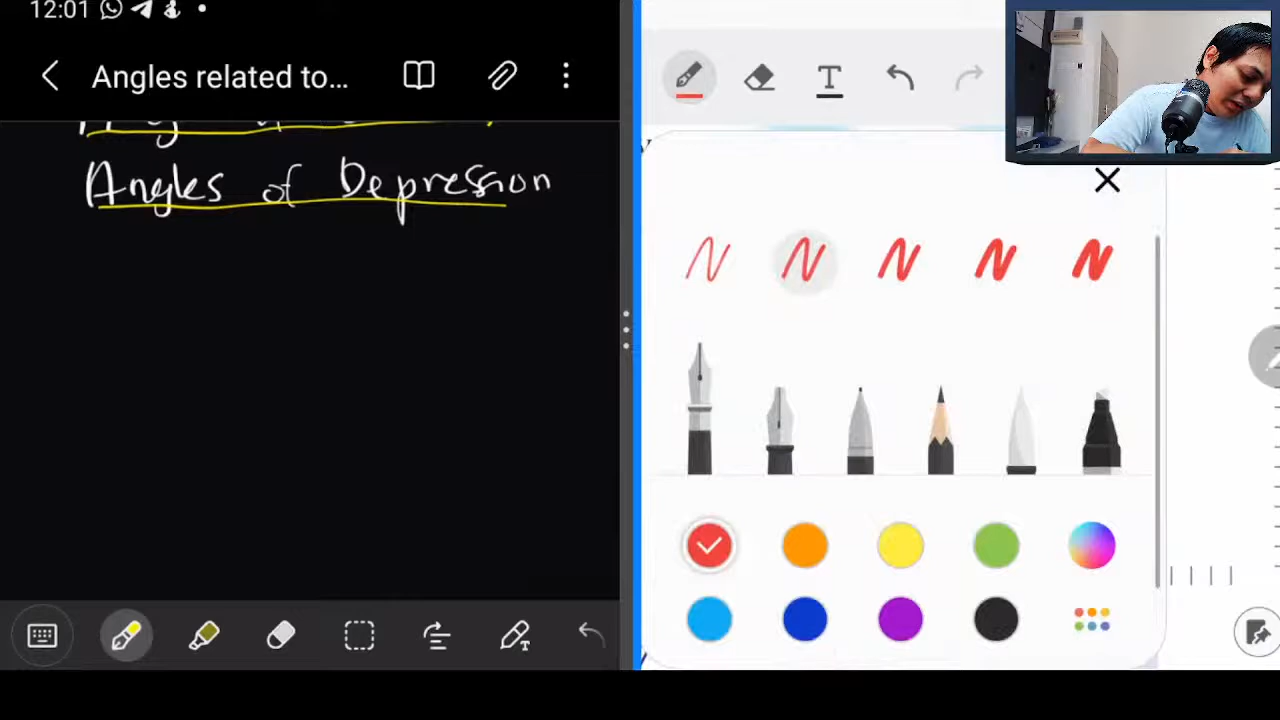 12:01
Angles related to...
T
Angles of Depression
T